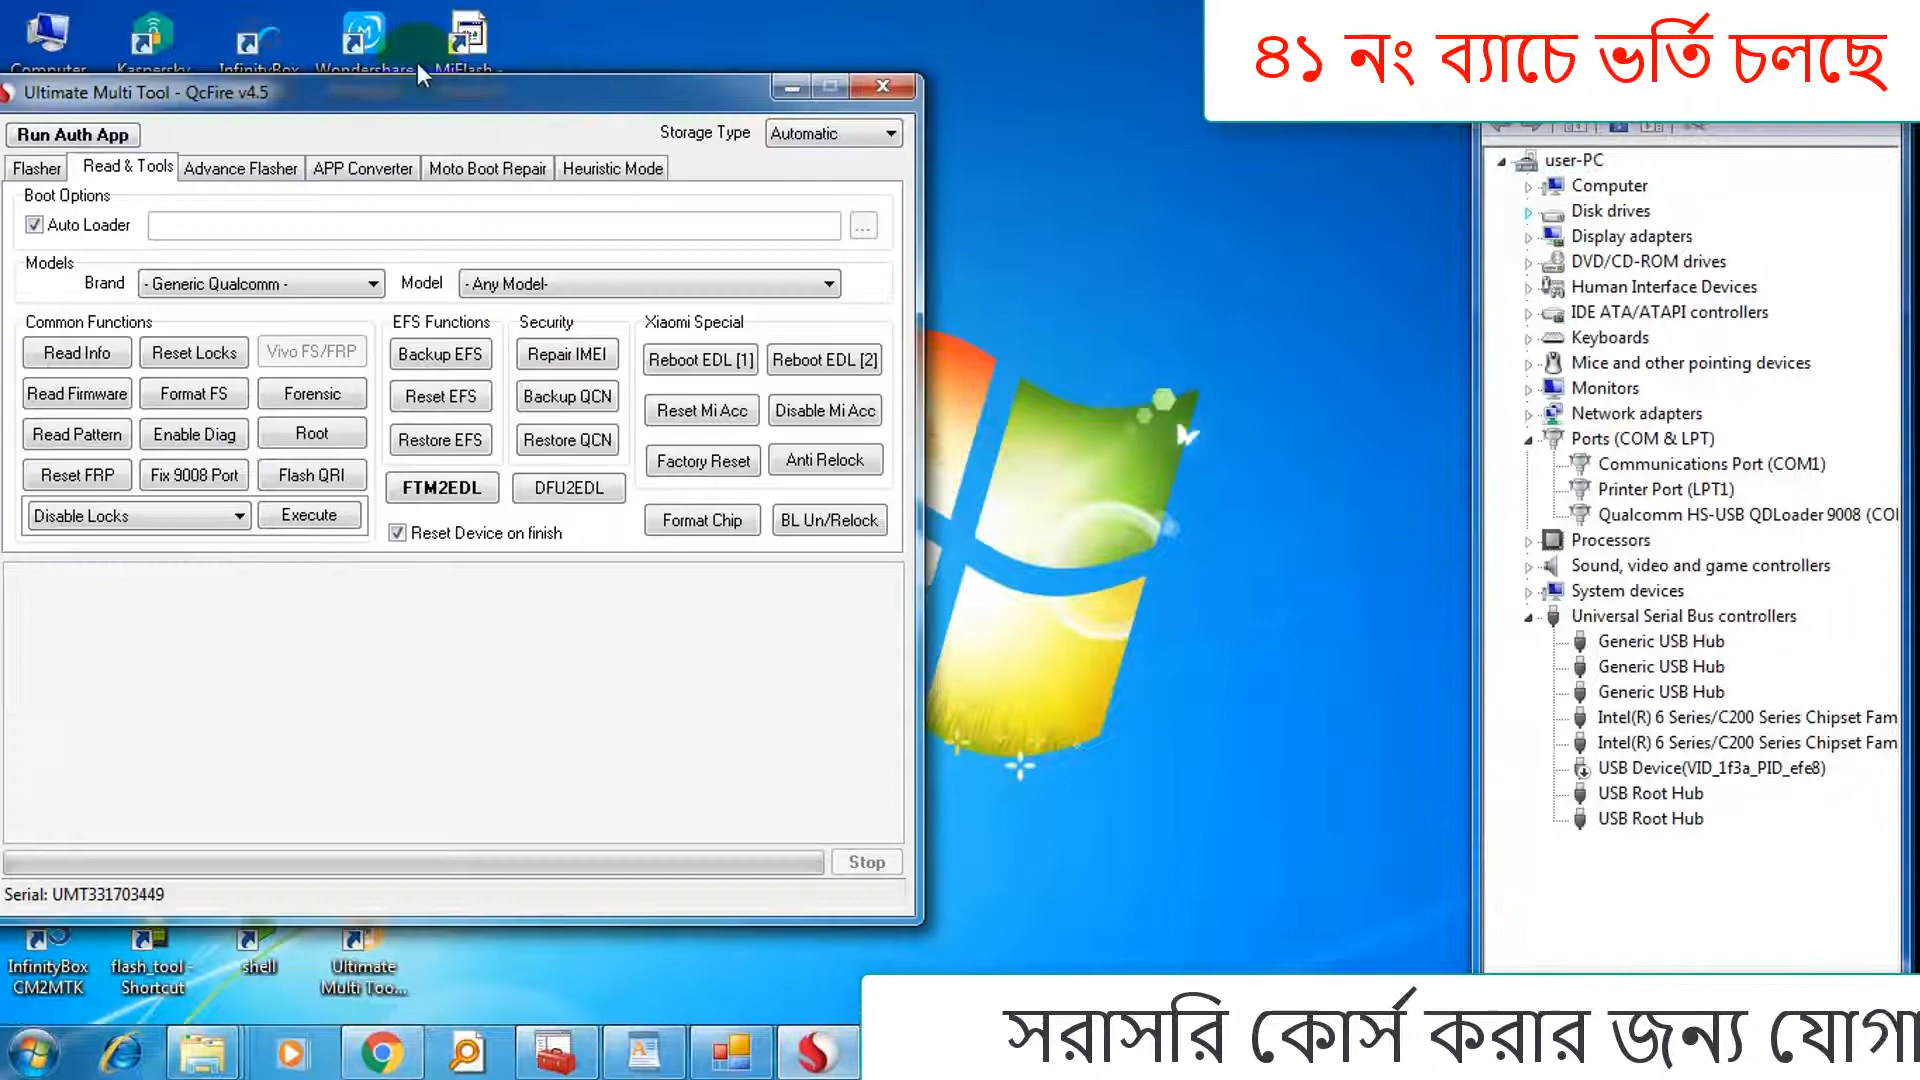 ৪১ নং ব্যাচে ভর্তি চলছে
Computer
Kaspersky
InfinityBox
Wondershare
MiFlash -
Ultimate Multi Tool - QcFire v4.5
Run Auth App
Storage Type
Automatic
Flasher
Read & Tools
Advance Flasher
APP Converter
Moto Boot Repair
Heuristic Mode
Boot Options
Auto Loader
...
Models
Brand
- Generic Qualcomm -
Model
- Any Model-
Common Functions
EFS Functions
Security
Xiaomi Special
Read Info
Reset Locks
Vivo FS/FRP
Backup EFS
Repair IMEI
Reboot EDL [1]
Reboot EDL [2]
Read Firmware
Format FS
Forensic
Reset EFS
Backup QCN
Reset Mi Acc
Disable Mi Acc
Read Pattern
Enable Diag
Root
Restore EFS
Restore QCN
Factory Reset
Anti Relock
Reset FRP
Fix 9008 Port
Flash QRI
FTM2EDL
DFU2EDL
Disable Locks
Execute
Reset Device on finish
Format Chip
BL Un/Relock
Stop
Serial: UMT331703449
user-PC
Computer
Disk drives
Display adapters
DVD/CD-ROM drives
Human Interface Devices
IDE ATA/ATAPI controllers
Keyboards
Mice and other pointing devices
Monitors
Network adapters
Ports (COM & LPT)
Communications Port (COM1)
Printer Port (LPT1)
Qualcomm HS-USB QDLoader 9008 (CO
Processors
Sound, video and game controllers
System devices
Universal Serial Bus controllers
Generic USB Hub
Generic USB Hub
Generic USB Hub
Intel(R) 6 Series/C200 Series Chipset Fam
Intel(R) 6 Series/C200 Series Chipset Fam
USB Device(VID_1f3a_PID_efe8)
USB Root Hub
USB Root Hub
InfinityBox
CM2MTK
flash_tool -
Shortcut
shell
Ultimate
Multi Too...
সরাসরি কোর্স করার জন্য যোগা